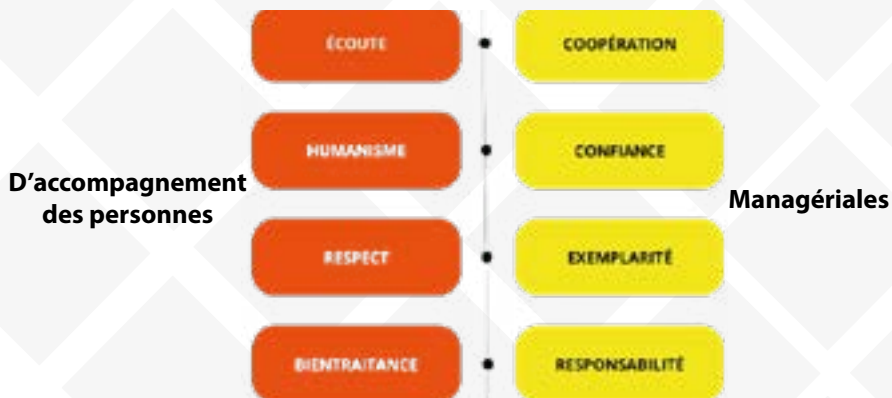 ÉCOUTE
COOPÉRATION
HUMANISME
CONFIANCE
D'accompagnement
des personnes
Managériales
RESPECT
EXEMPLARITÉ
BIENTRAITANCE
RESPONSABILITÉ